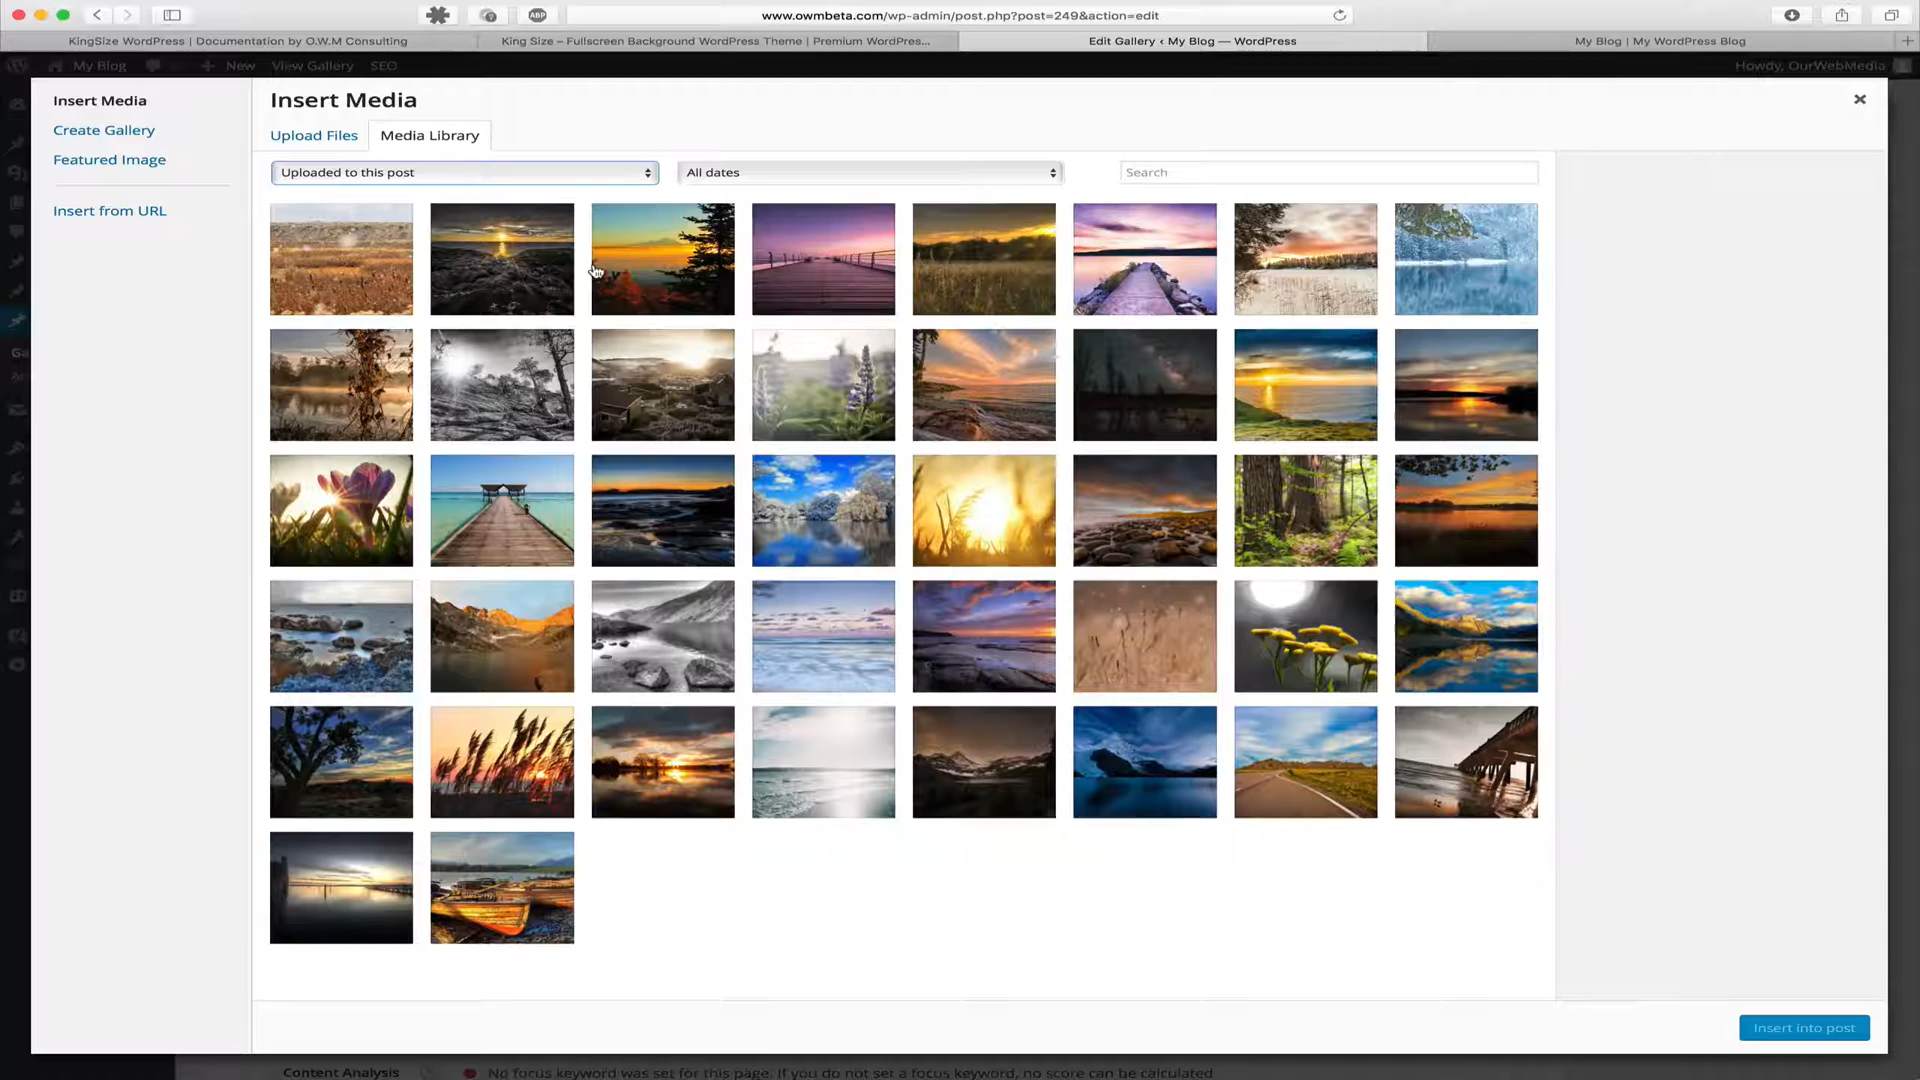 www.owmbeta.com/wp-admin/post.php?post=249&action=edit
ABP
KingSize WordPress | Documentation by O.W.M Consulting
King Size – Fullscreen Background WordPress Theme | Premium WordPres...
Edit Gallery ‹ My Blog — WordPress
My Blog | My WordPress Blog
My Blog
New
View Gallery
SEO
Howdy, OurWebMedia
Insert Media
Create Gallery
Featured Image
Insert from URL
Insert Media
Upload Files
Media Library
Uploaded to this post
All dates
Search
Insert into post
Ga
Content Analysis
No focus keyword was set for this page. If you do not set a focus keyword, no score can be calculated